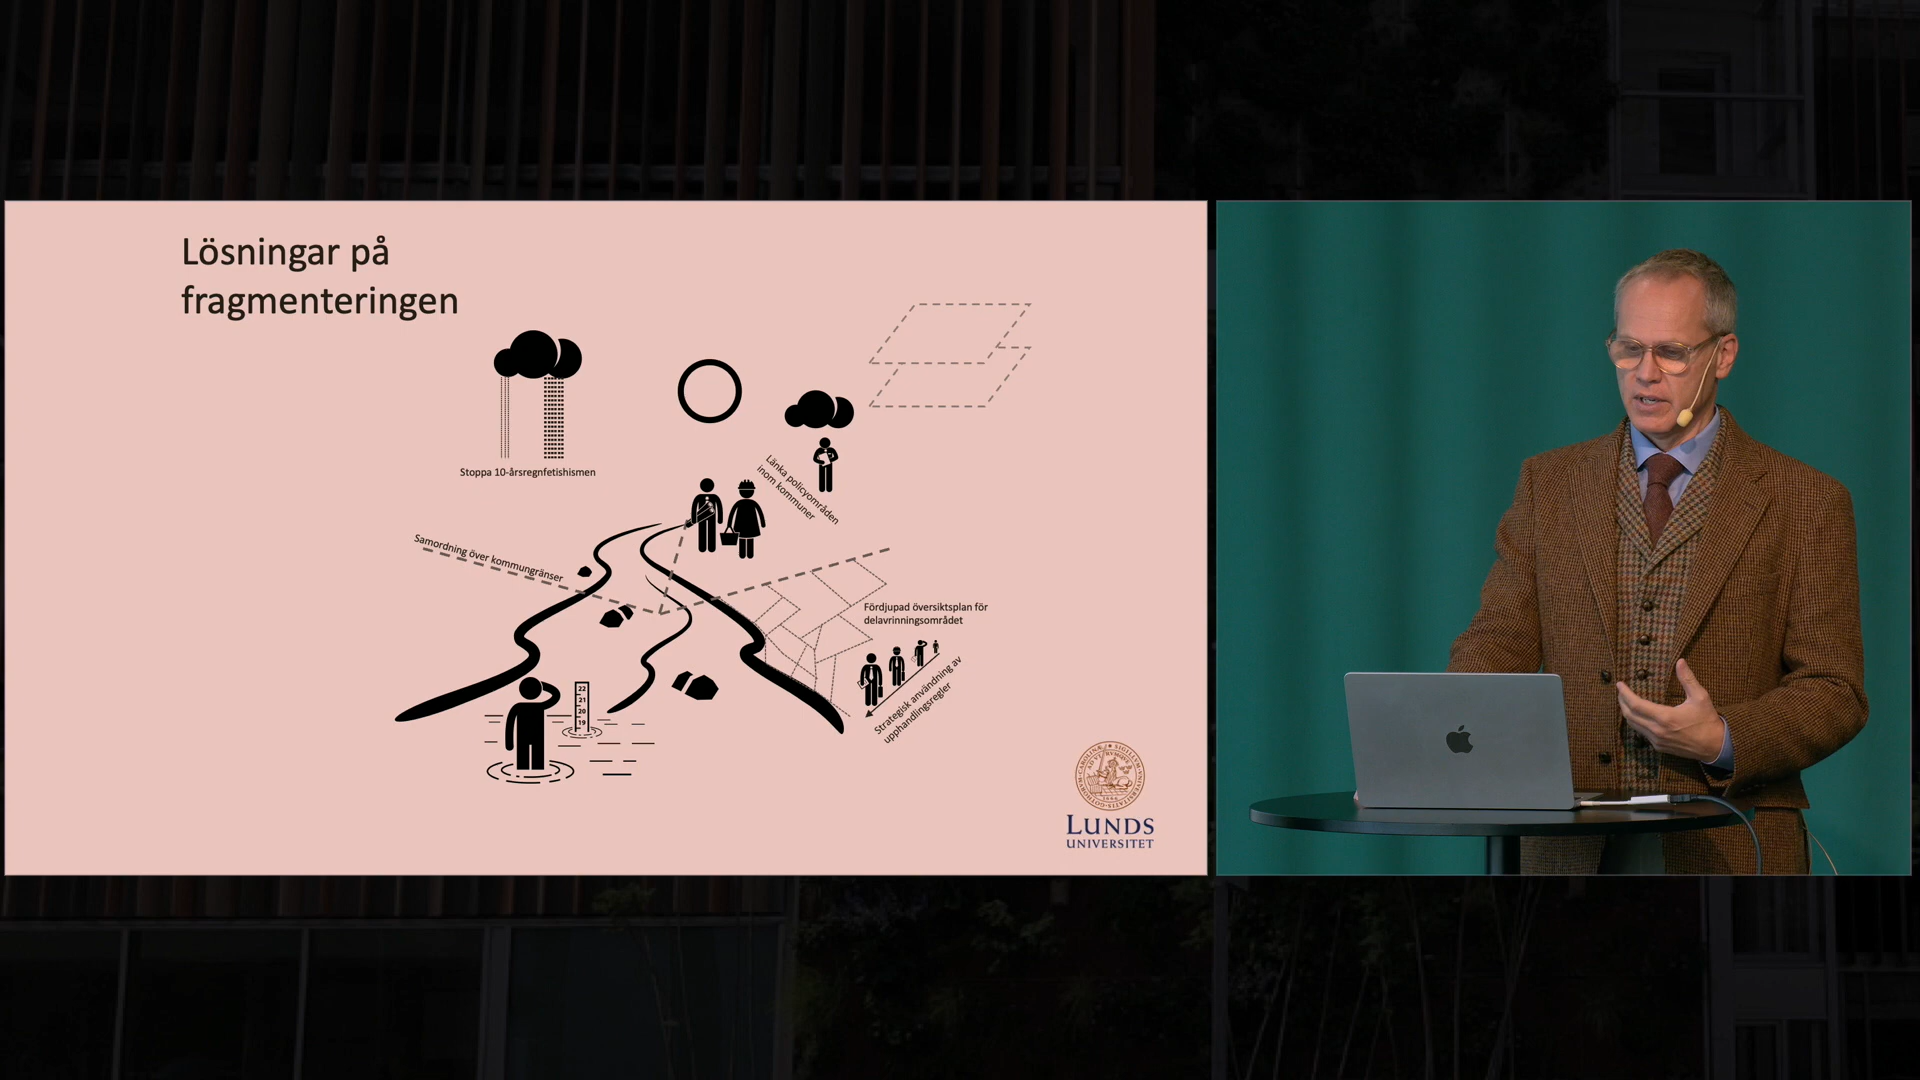 Lösningar på
fragmenteringen
Stoppa 10-årsregnfetishismen
Länka policyområden
inom kommuner
Samordning över kommungränser
Fördjupad översiktsplan för
delavrinningsområdet
Strategisk användning av
upphandlingsregler
22
21
20
19
LUNDS
UNIVERSITET